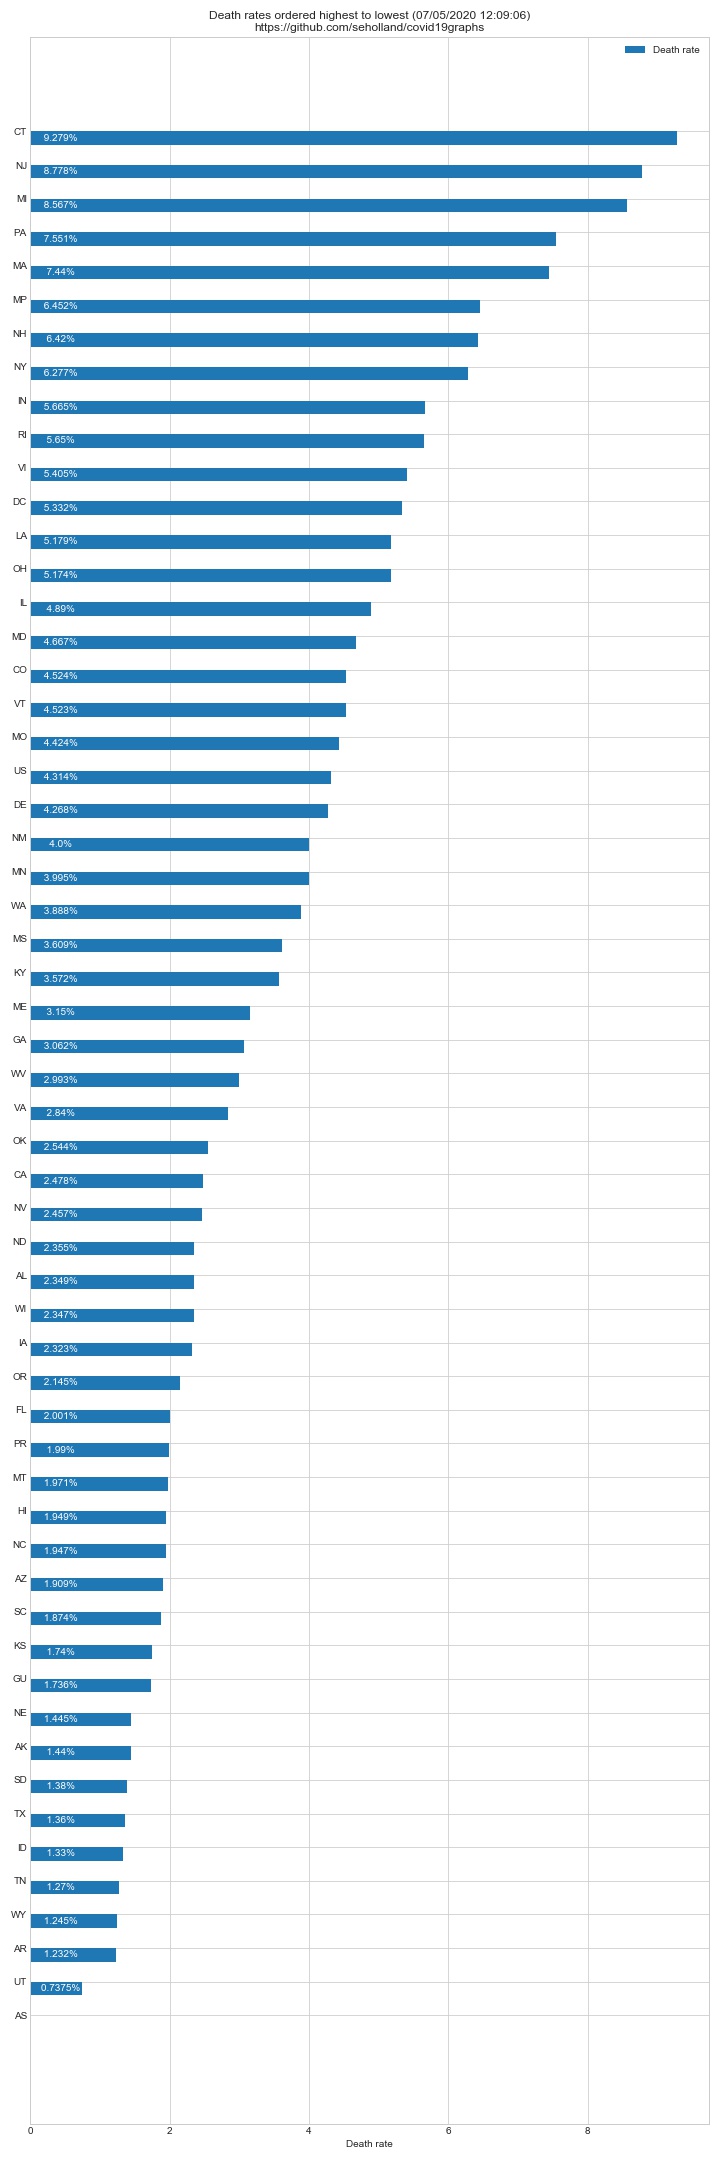 Death rates ordered highest to lowest (07/05/2020 12:09:06)
https://github.com/seholland/covid19graphs
Death rate
CT 9.279%
NJ 8.778%
MI 8.567%
PA 7.551%
MA 7.44%
MP 6.452%
NH 6.42%
NY 6.277%
IN 5.665%
RI 5.65%
VI 5.405%
DC 5.332%
LA 5.179%
OH 5.174%
IL 4.89%
MD 4.667%
CO 4.524%
VT 4.523%
MO 4.424%
US 4.314%
DE 4.268%
NM 4.0%
MN 3.995%
WA 3.888%
MS 3.609%
KY 3.572%
ME 3.15%
GA 3.062%
WV 2.993%
VA 2.84%
OK 2.544%
CA 2.478%
NV 2.457%
ND 2.355%
AL 2.349%
WI 2.347%
IA 2.323%
OR 2.145%
FL 2.001%
PR 1.99%
MT 1.971%
HI 1.949%
NC 1.947%
AZ 1.909%
SC 1.874%
KS 1.74%
GU 1.736%
NE 1.445%
AK 1.44%
SD 1.38%
TX 1.36%
ID 1.33%
TN 1.27%
WY 1.245%
AR 1.232%
UT 0.7375%
AS
0 2 4 6 8
Death rate